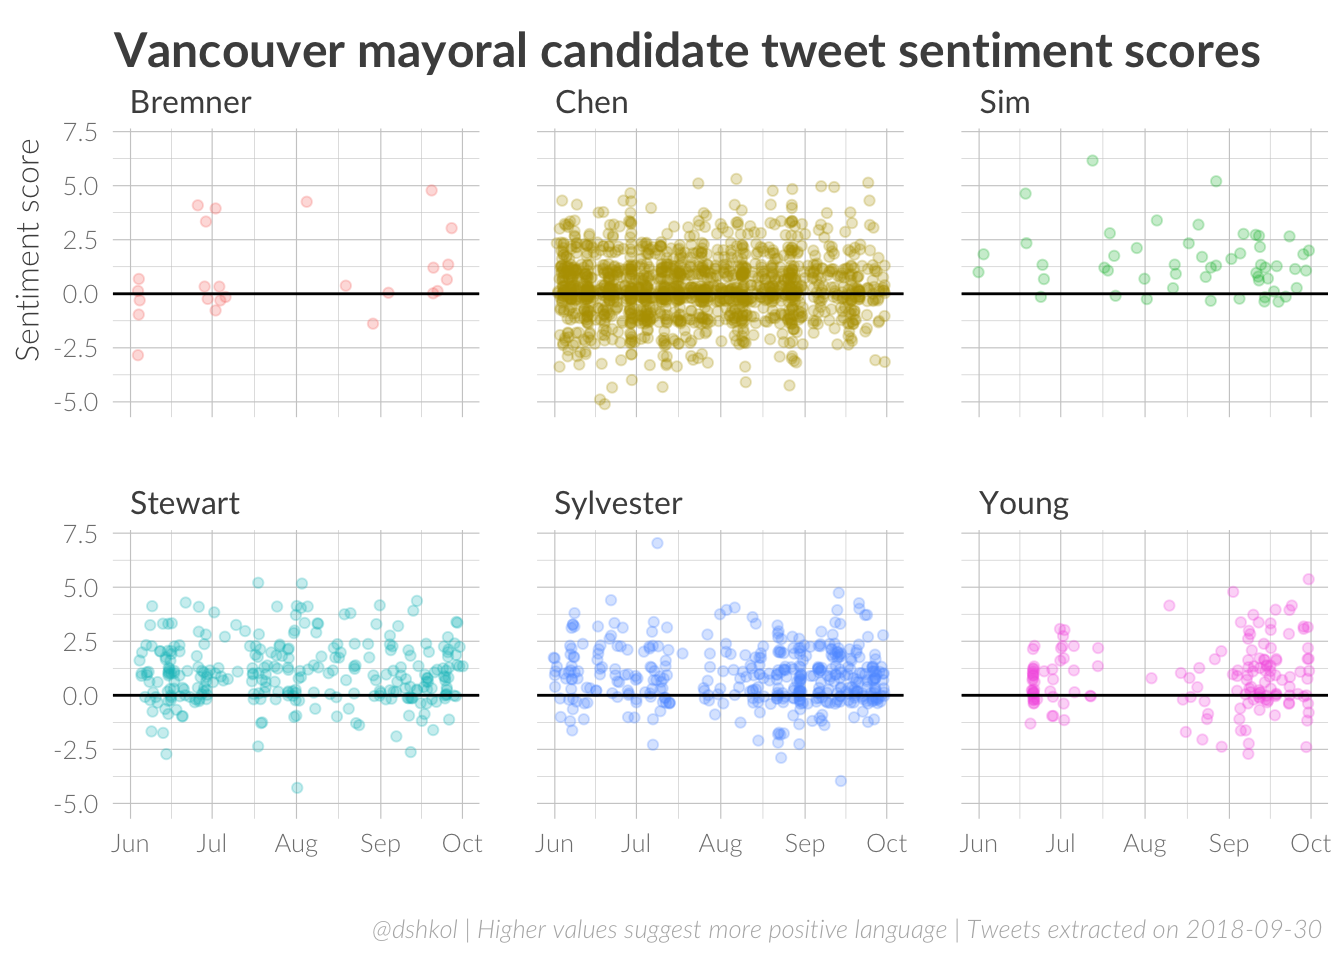 Vancouver mayoral candidate tweet sentiment scores
Bremner Chen Sim
Sentiment score
7.5
5.0
2.5
0.0
-2.5
-5.0
Stewart Sylvester Young
7.5
5.0
2.5
0.0
-2.5
-5.0
Jun Jul Aug Sep Oct Jun Jul Aug Sep Oct Jun Jul Aug Sep Oct
@dshkol | Higher values suggest more positive language | Tweets extracted on 2018-09-30